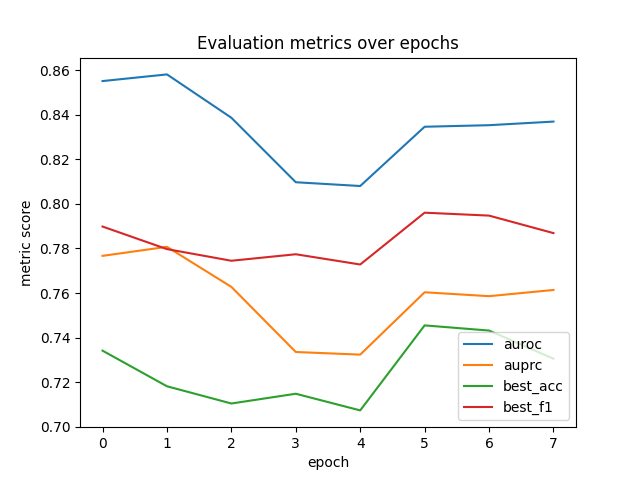 Evaluation metrics over epochs
metric score
0.86
0.84
0.82
0.80
0.78
0.76
0.74
0.72
0.70
auroc
auprc
best_acc
best_f1
0 1 2 3 4 5 6 7
epoch